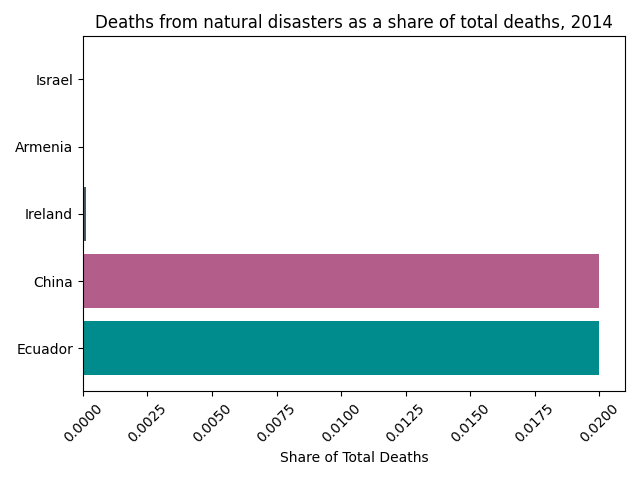 Deaths from natural disasters as a share of total deaths, 2014
Israel
Armenia
Ireland
China
Ecuador
0.0000
0.0025
0.0050
0.0075
0.0100
0.0125
0.0150
0.0175
0.0200
Share of Total Deaths